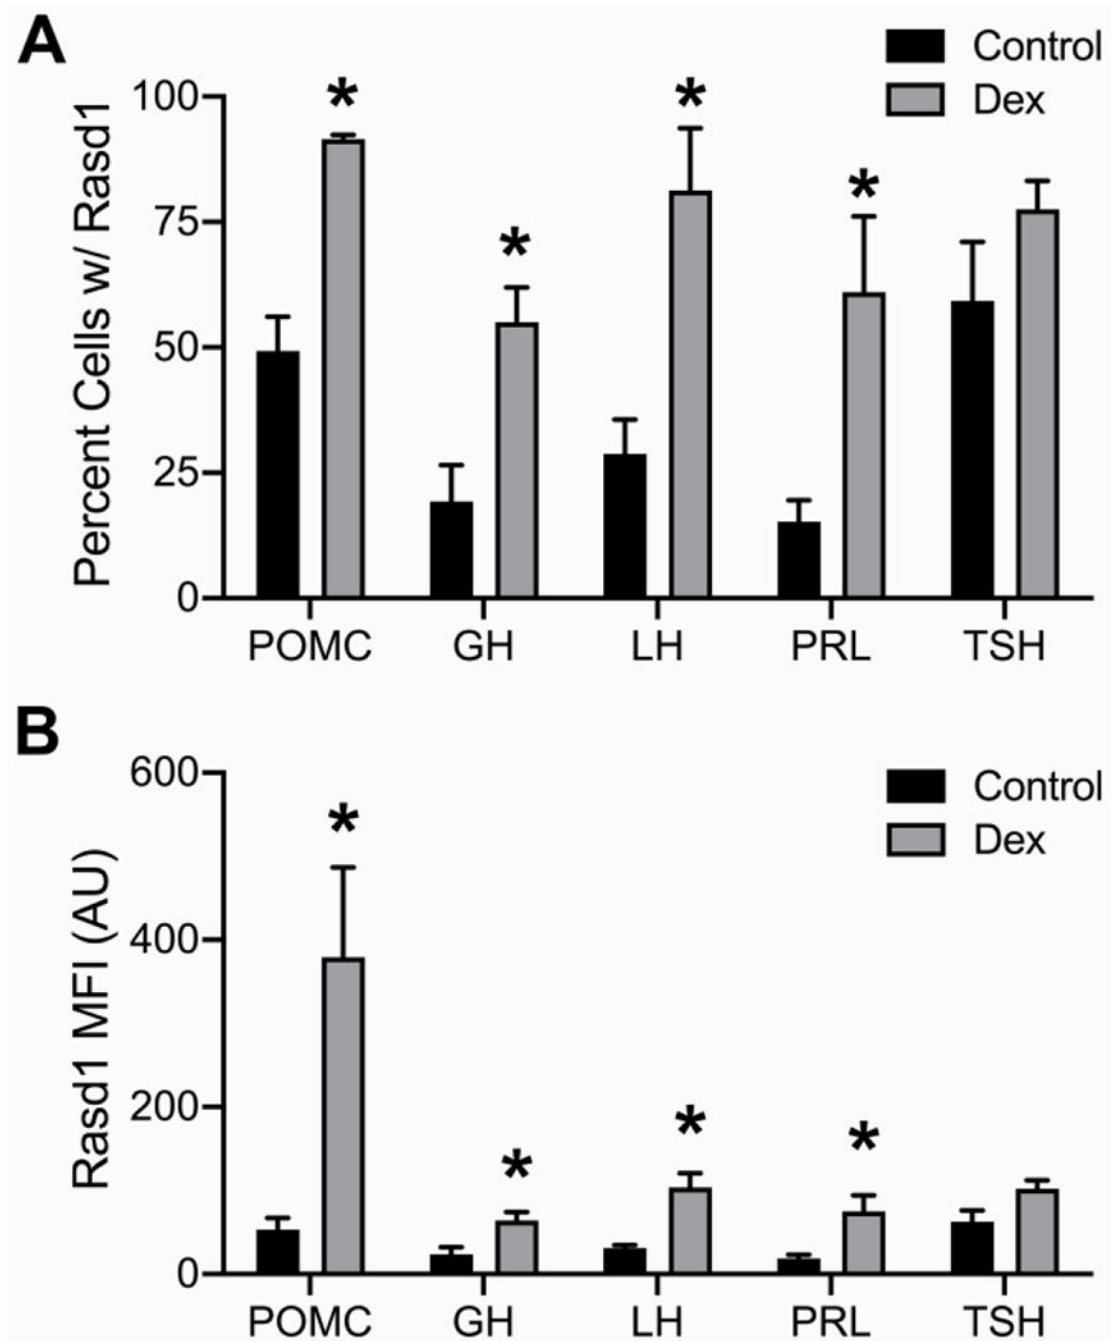 A
Control
Dex
Percent Cells w/ Rasd1
100
75
50
25
0
* * * *
POMC GH LH PRL TSH
B
Control
Dex
Rasd1 MFI (AU)
600
400
200
0
* * * *
POMC GH LH PRL TSH